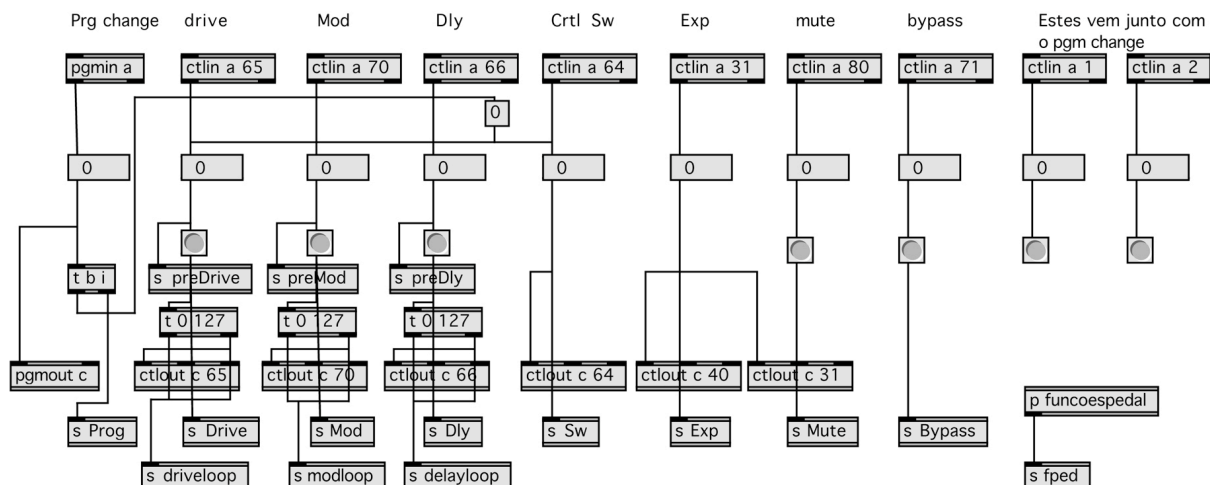 Prg change drive Mod Dly Crtl Sw Exp mute bypass Estes vem junto com
o pgm change
pgmin a ctlin a 65 ctlin a 70 ctlin a 66 ctlin a 64 ctlin a 31 ctlin a 80 ctlin a 71 ctlin a 1 ctlin a 2
0
0 0 0 0 0 0 0 0 0 0
t b i s preDrive s preMod s preDly
t 0 127 t 0 127 t 0 127
pgmout c ctlout c 65 ctlout c 70 ctlout c 66 ctlout c 64 ctlout c 40 ctlout c 31
p funcoespedal
s Prog s Drive s Mod s Dly s Sw s Exp s Mute s Bypass
s driveloop s modloop s delayloop s fped